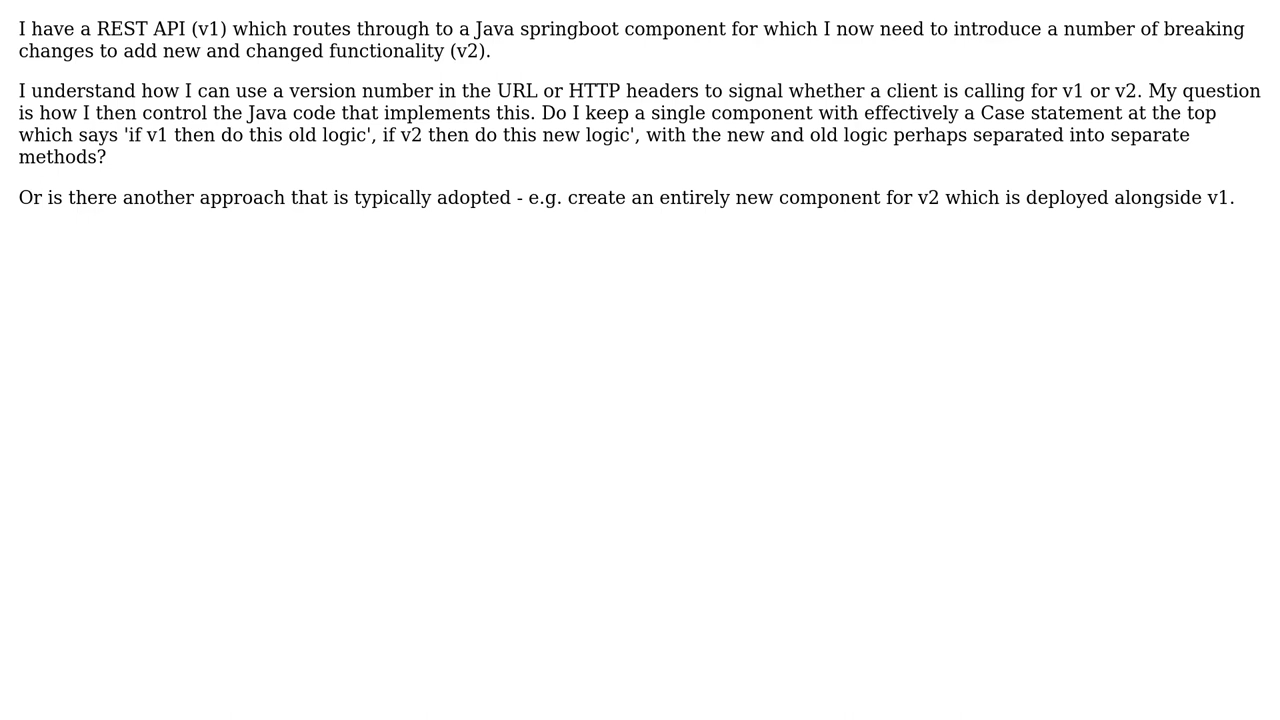 I have a REST API (v1) which routes through to a Java springboot component for which I now need to introduce a number of breaking
changes to add new and changed functionality (v2).
I understand how I can use a version number in the URL or HTTP headers to signal whether a client is calling for v1 or v2. My question
is how I then control the Java code that implements this. Do I keep a single component with effectively a Case statement at the top
which says 'if v1 then do this old logic', if v2 then do this new logic', with the new and old logic perhaps separated into separate
methods?
Or is there another approach that is typically adopted - e.g. create an entirely new component for v2 which is deployed alongside v1.